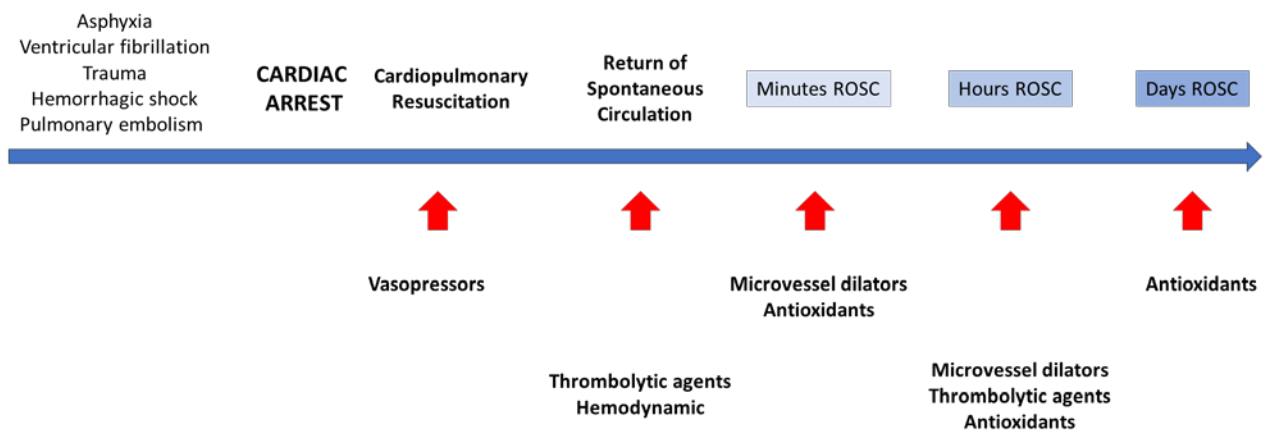 Asphyxia
Ventricular fibrillation
Trauma
Hemorrhagic shock
Pulmonary embolism
CARDIAC
ARREST
Cardiopulmonary
Resuscitation
Return of
Spontaneous
Circulation
Minutes ROSC
Hours ROSC
Days ROSC
Vasopressors
Thrombolytic agents
Hemodynamic
Microvessel dilators
Antioxidants
Microvessel dilators
Thrombolytic agents
Antioxidants
Antioxidants